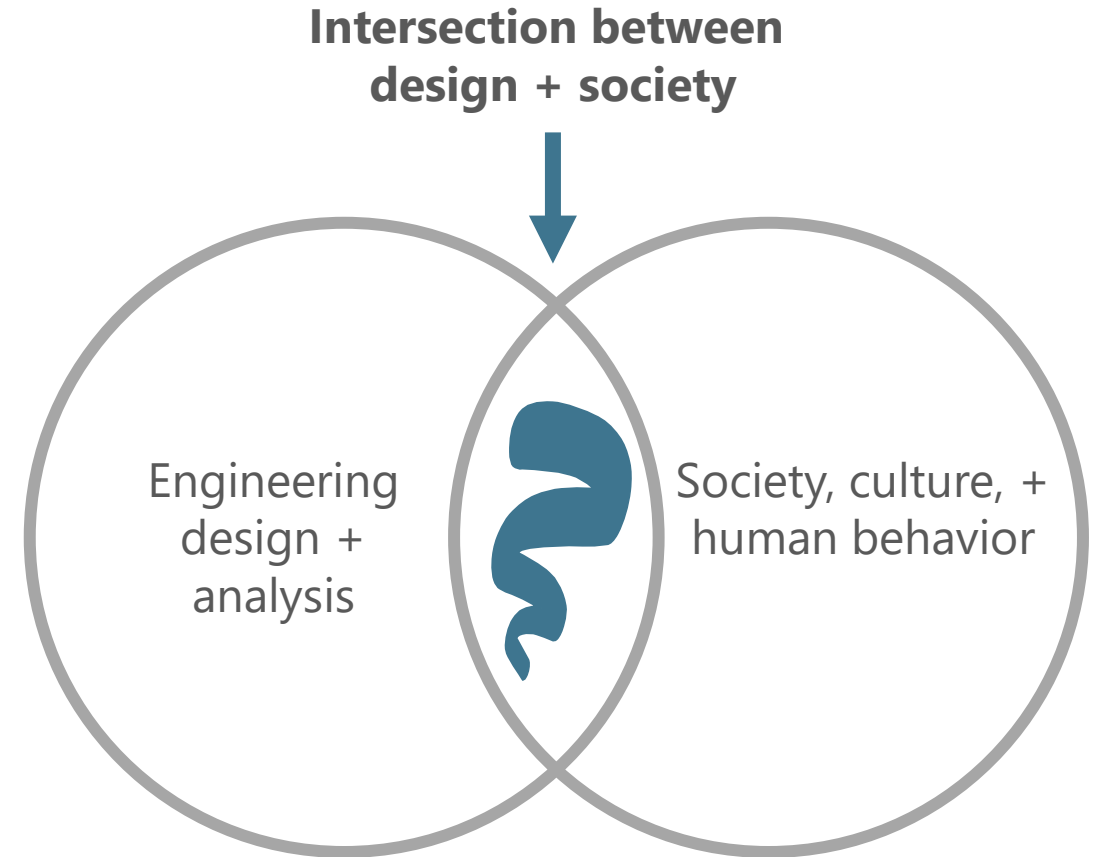 Intersection between
design + society
Engineering
design +
analysis
Society, culture, +
human behavior